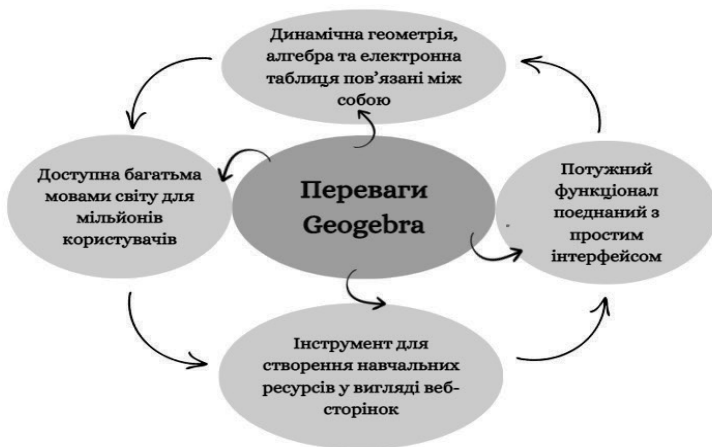 Динамічна геометрія,
алгебра та електронна
таблиця пов’язані між
собою
Доступна багатьма
мовами світу для
мільйонів
користувачів
Переваги
Geogebra
Потужний
функціонал
поєднаний з
простим
інтерфейсом
Інструмент для
створення навчальних
ресурсів у вигляді веб-
сторінок